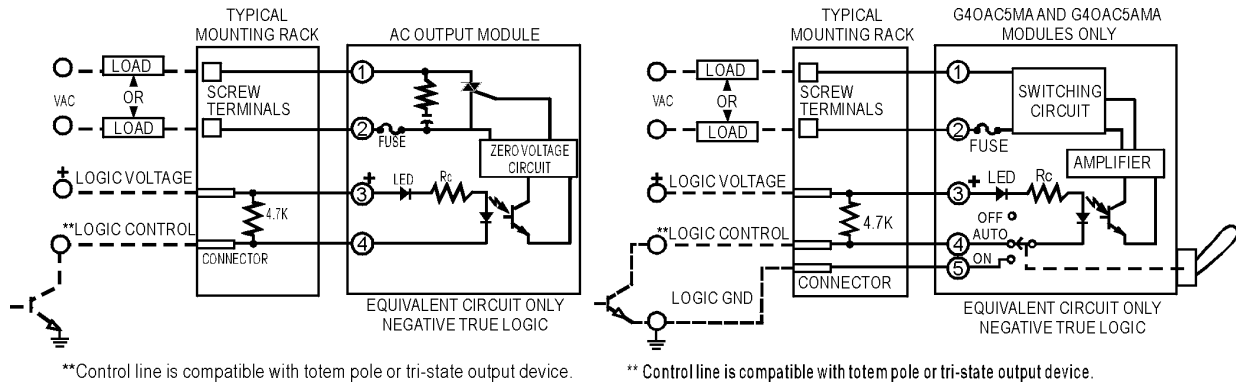 TYPICAL
MOUNTING RACK
AC OUTPUT MODULE
LOAD
VAC
OR
LOAD
SCREW
TERMINALS
1
2
FUSE
ZERO VOLTAGE
CIRCUIT
+
LOGIC VOLTAGE
3
+
LED
Rc
4.7K
**LOGIC CONTROL
4
CONNECTOR
EQUIVALENT CIRCUIT ONLY
NEGATIVE TRUE LOGIC
**Control line is compatible with totem pole or tri-state output device.
TYPICAL
MOUNTING RACK
G4OAC5MA AND G4OAC5AMA
MODULES ONLY
LOAD
VAC
OR
LOAD
SCREW
TERMINALS
1
2
FUSE
SWITCHING
CIRCUIT
AMPLIFIER
+
LOGIC VOLTAGE
3
+
LED
Rc
4.7K
OFF
**LOGIC CONTROL
4
AUTO
5
ON
CONNECTOR
LOGIC GND
EQUIVALENT CIRCUIT ONLY
NEGATIVE TRUE LOGIC
** Control line is compatible with totem pole or tri-state output device.